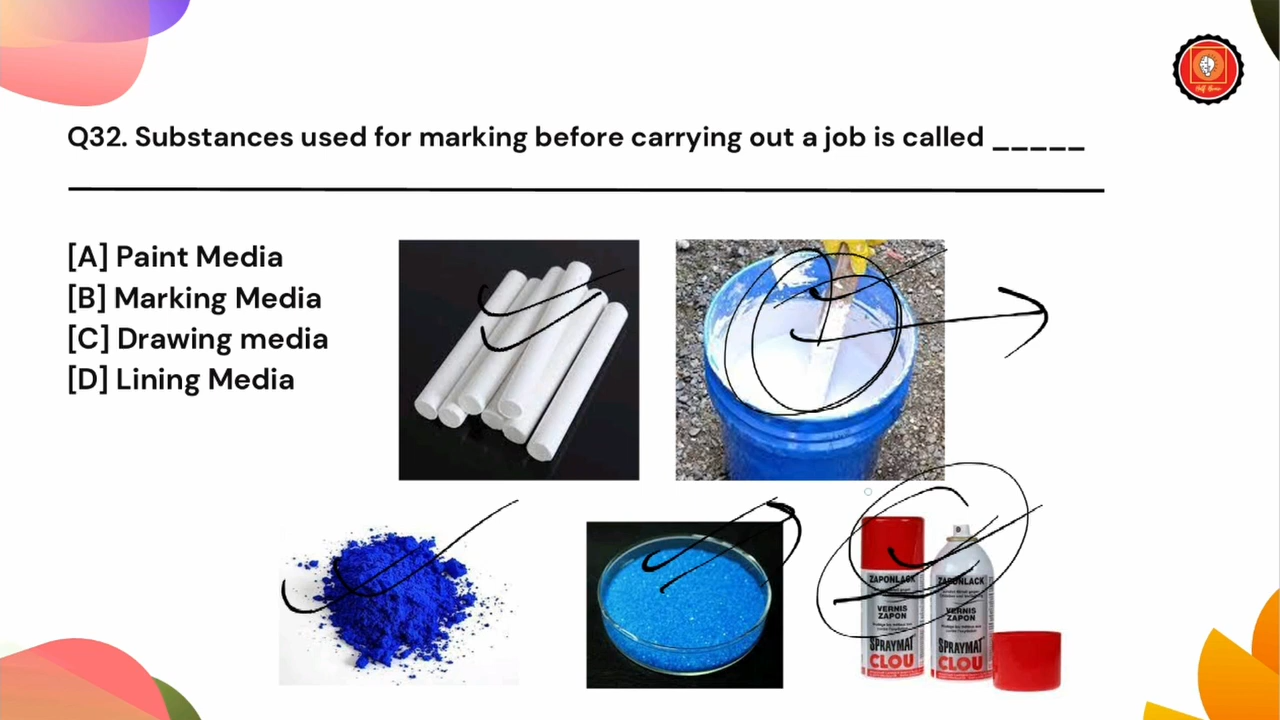 Q32. Substances used for marking before carrying out a job is called _____
[A] Paint Media
[B] Marking Media
[C] Drawing media
[D] Lining Media
ZAPONLACK
ZAPONLACK
VERNIS
ZAPON
VERNIS
ZAPON
SPRAYMAT
CLOU
SPRAYMAT
CLOU